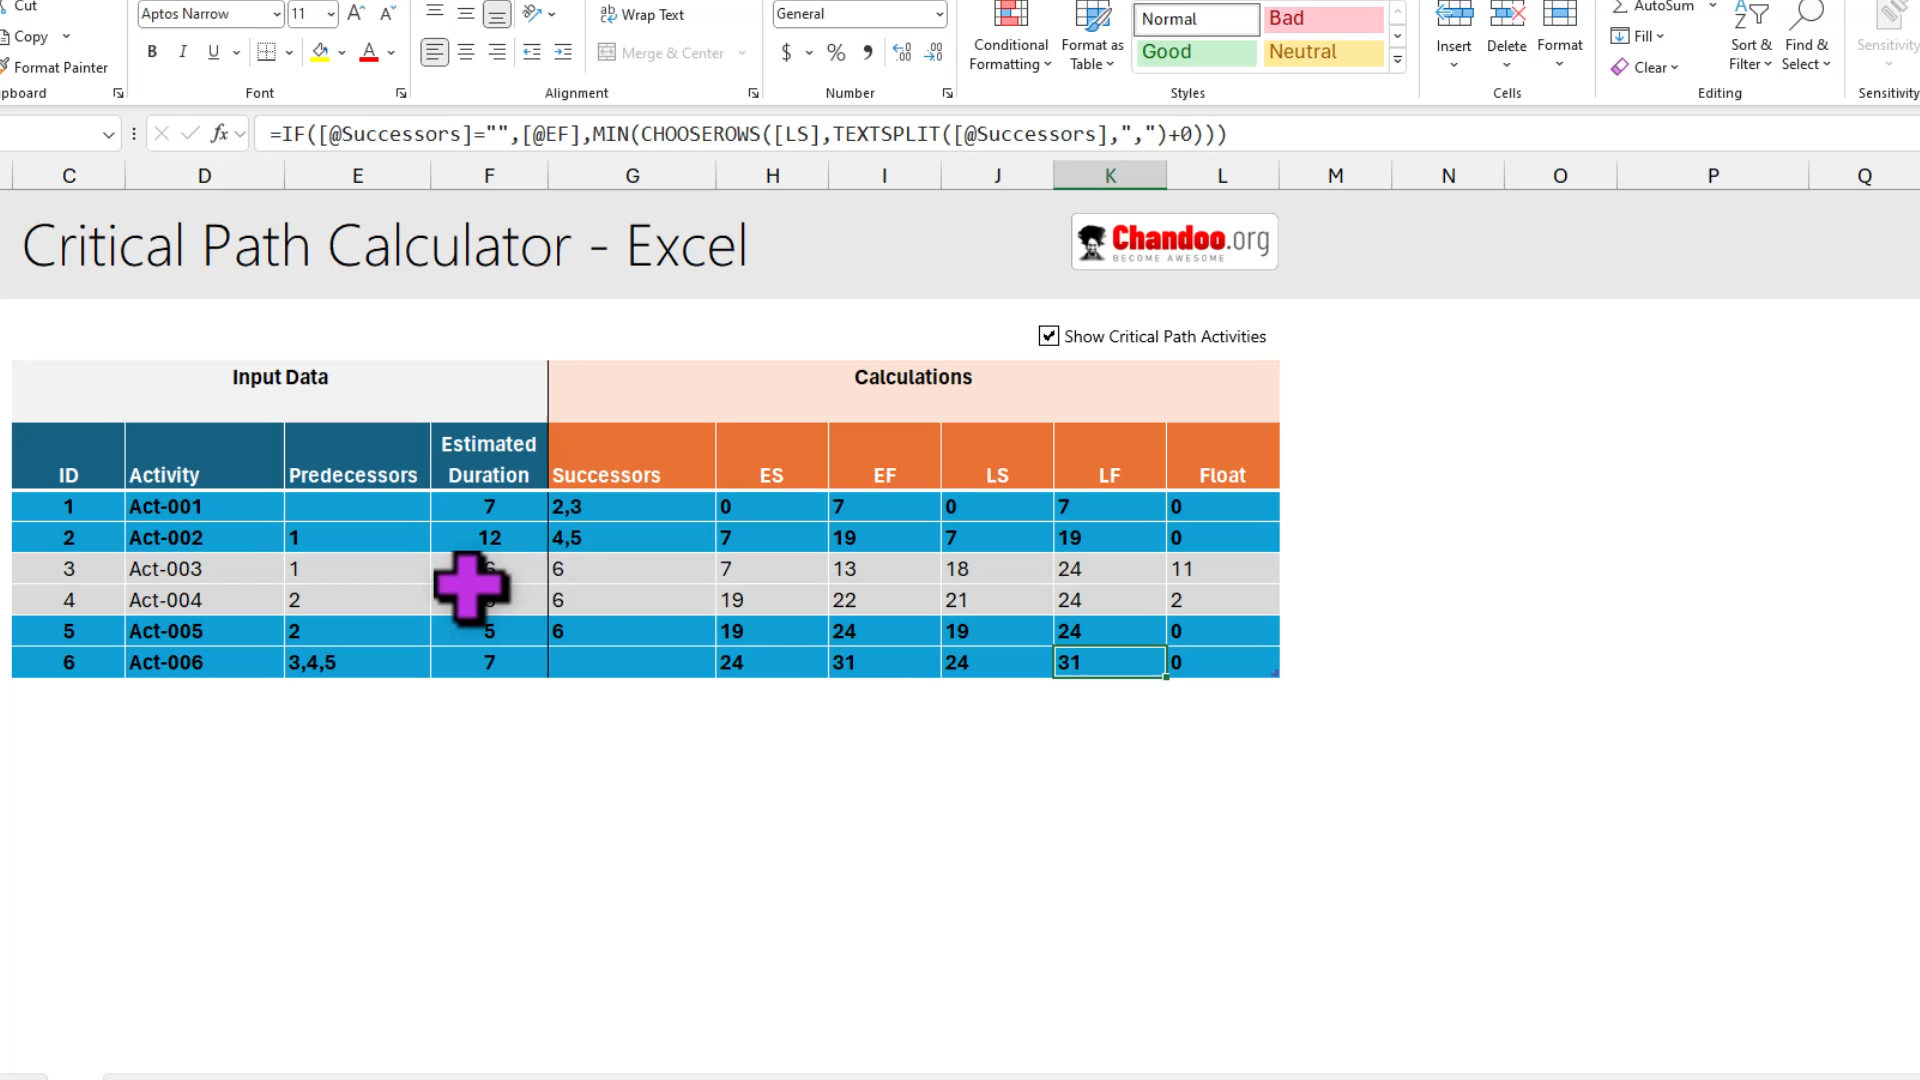 Cut
Aptos Narrow 11 A A
ab Wrap Text
General
Normal Bad
AutoSum
Copy
B I U A
Merge & Center
$ % 9 .00
Conditional Formatting
Format as Table
Good Neutral
Insert Delete Format
Fill
Sort & Filter
Find & Select
Sensitivity
Format Painter
Clear
pboard Font Alignment Number Styles Cells Editing Sensitivity
fx =IF([@Successors]="",[@EF],MIN(CHOOSEROWS([LS],TEXTSPLIT([@Successors],",")+0)))
C D E F G H I J K L M N O P Q
Critical Path Calculator - Excel
Chandoo.org
BECOME AWESOME
Show Critical Path Activities
Input Data Calculations
ID Activity Predecessors Estimated Duration Successors ES EF LS LF Float
1 Act-001 7 2,3 0 7 0 7 0
2 Act-002 1 12 4,5 7 19 7 19 0
3 Act-003 1 6 7 13 18 24 11
4 Act-004 2 6 19 22 21 24 2
5 Act-005 2 5 6 19 24 19 24 0
6 Act-006 3,4,5 7 24 31 24 31 0